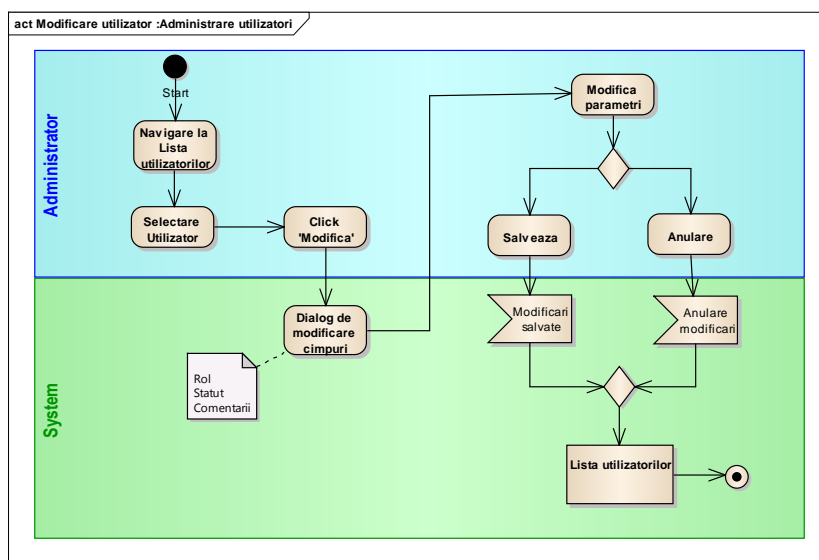 act Modificare utilizator :Administrare utilizatori
Administrator
Start
Navigare la
Lista
utilizatorilor
Selectare
Utilizator
Click
'Modifica'
Modifica
parametri
Salveaza
Anulare
System
Dialog de
modificare
cimpuri
Rol
Statut
Comentarii
Modificari
salvate
Anulare
modificari
Lista utilizatorilor